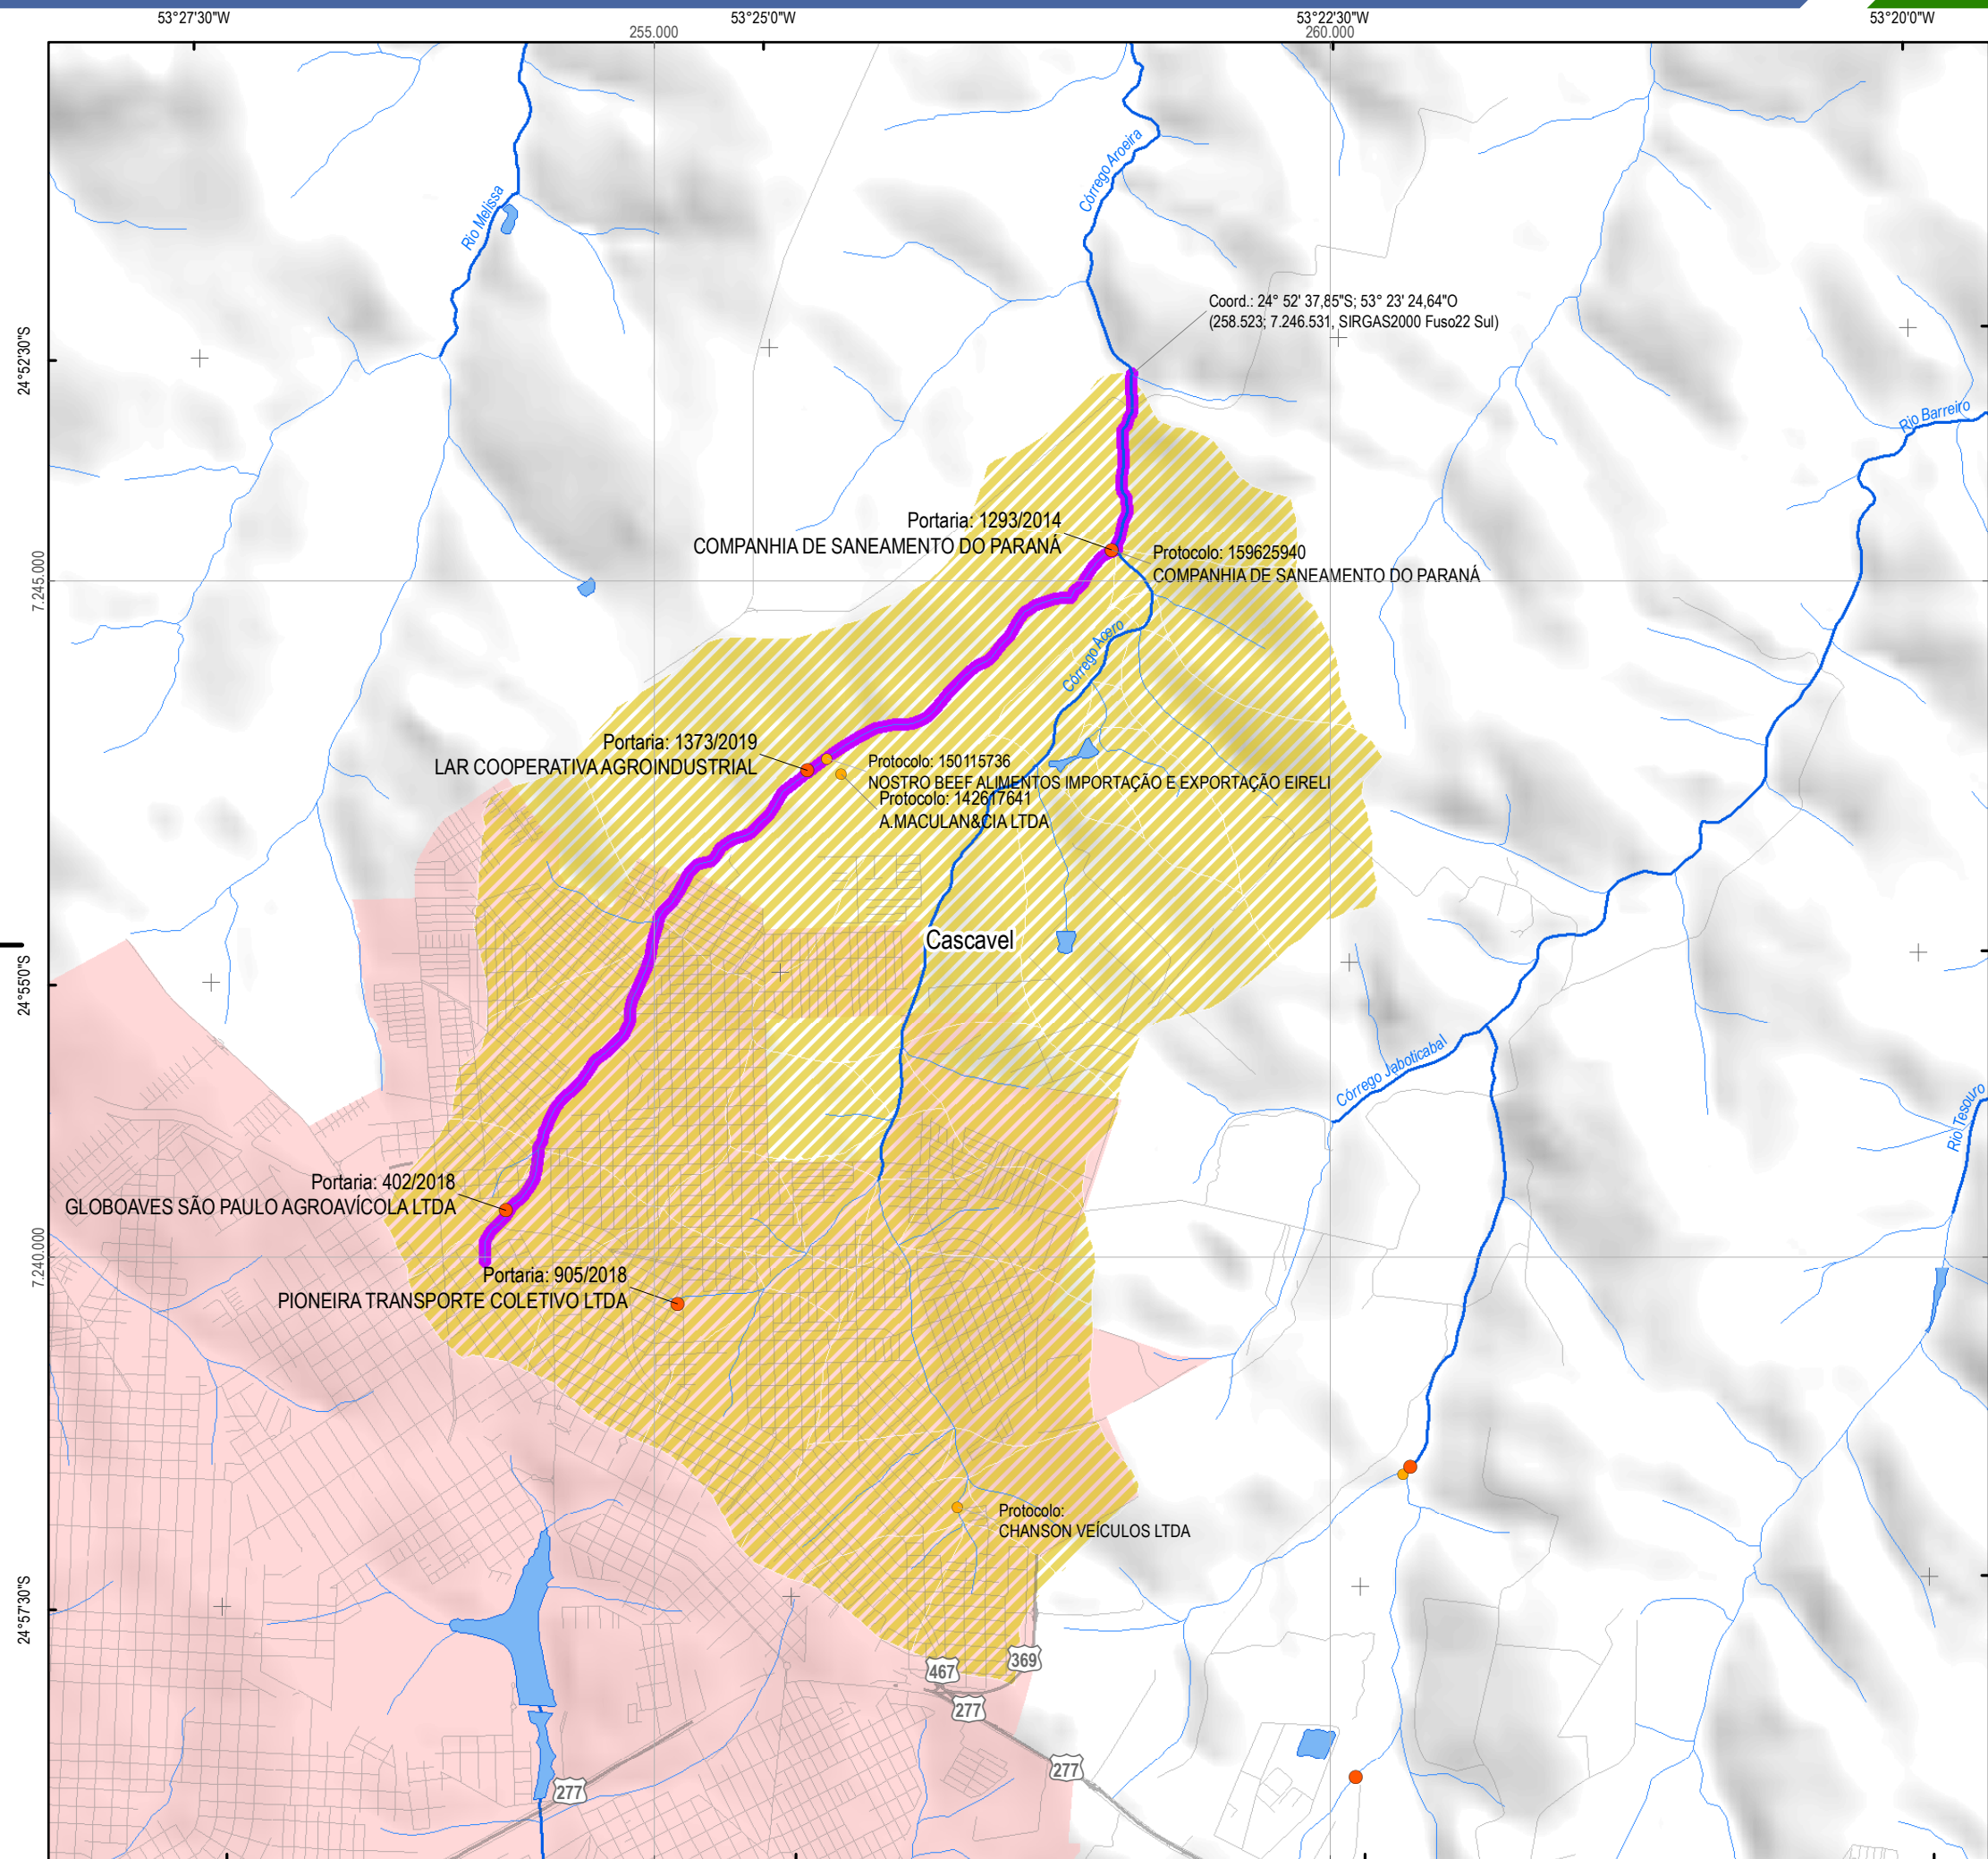 53°27'30"W
53°25'0"W
53°22'30"W
53°20'0"W
255.000
260.000
Córrego Aroeira
Rio Melissa
Coord.: 24° 52' 37,85"S; 53° 23' 24,64"O
(258.523; 7.246.531, SIRGAS2000 Fuso22 Sul)
24°52'30"S
Rio Barreiro
Portaria: 1293/2014
COMPANHIA DE SANEAMENTO DO PARANÁ
Protocolo: 159625940
COMPANHIA DE SANEAMENTO DO PARANÁ
7.245.000
Córrego Acero
Portaria: 1373/2019
LAR COOPERATIVA AGROINDUSTRIAL
Protocolo: 150115736
NOSTRO BEEF ALIMENTOS IMPORTAÇÃO E EXPORTAÇÃO EIRELI
Protocolo: 142617641
A.MACULAN&CIA LTDA
Cascavel
24°55'0"S
Córrego Jaboticabal
Rio Tesouro
Portaria: 402/2018
GLOBOAVES SÃO PAULO AGROAVÍCOLA LTDA
7.240.000
Portaria: 905/2018
PIONEIRA TRANSPORTE COLETIVO LTDA
Protocolo:
CHANSON VEÍCULOS LTDA
24°57'30"S
467
369
277
277
277